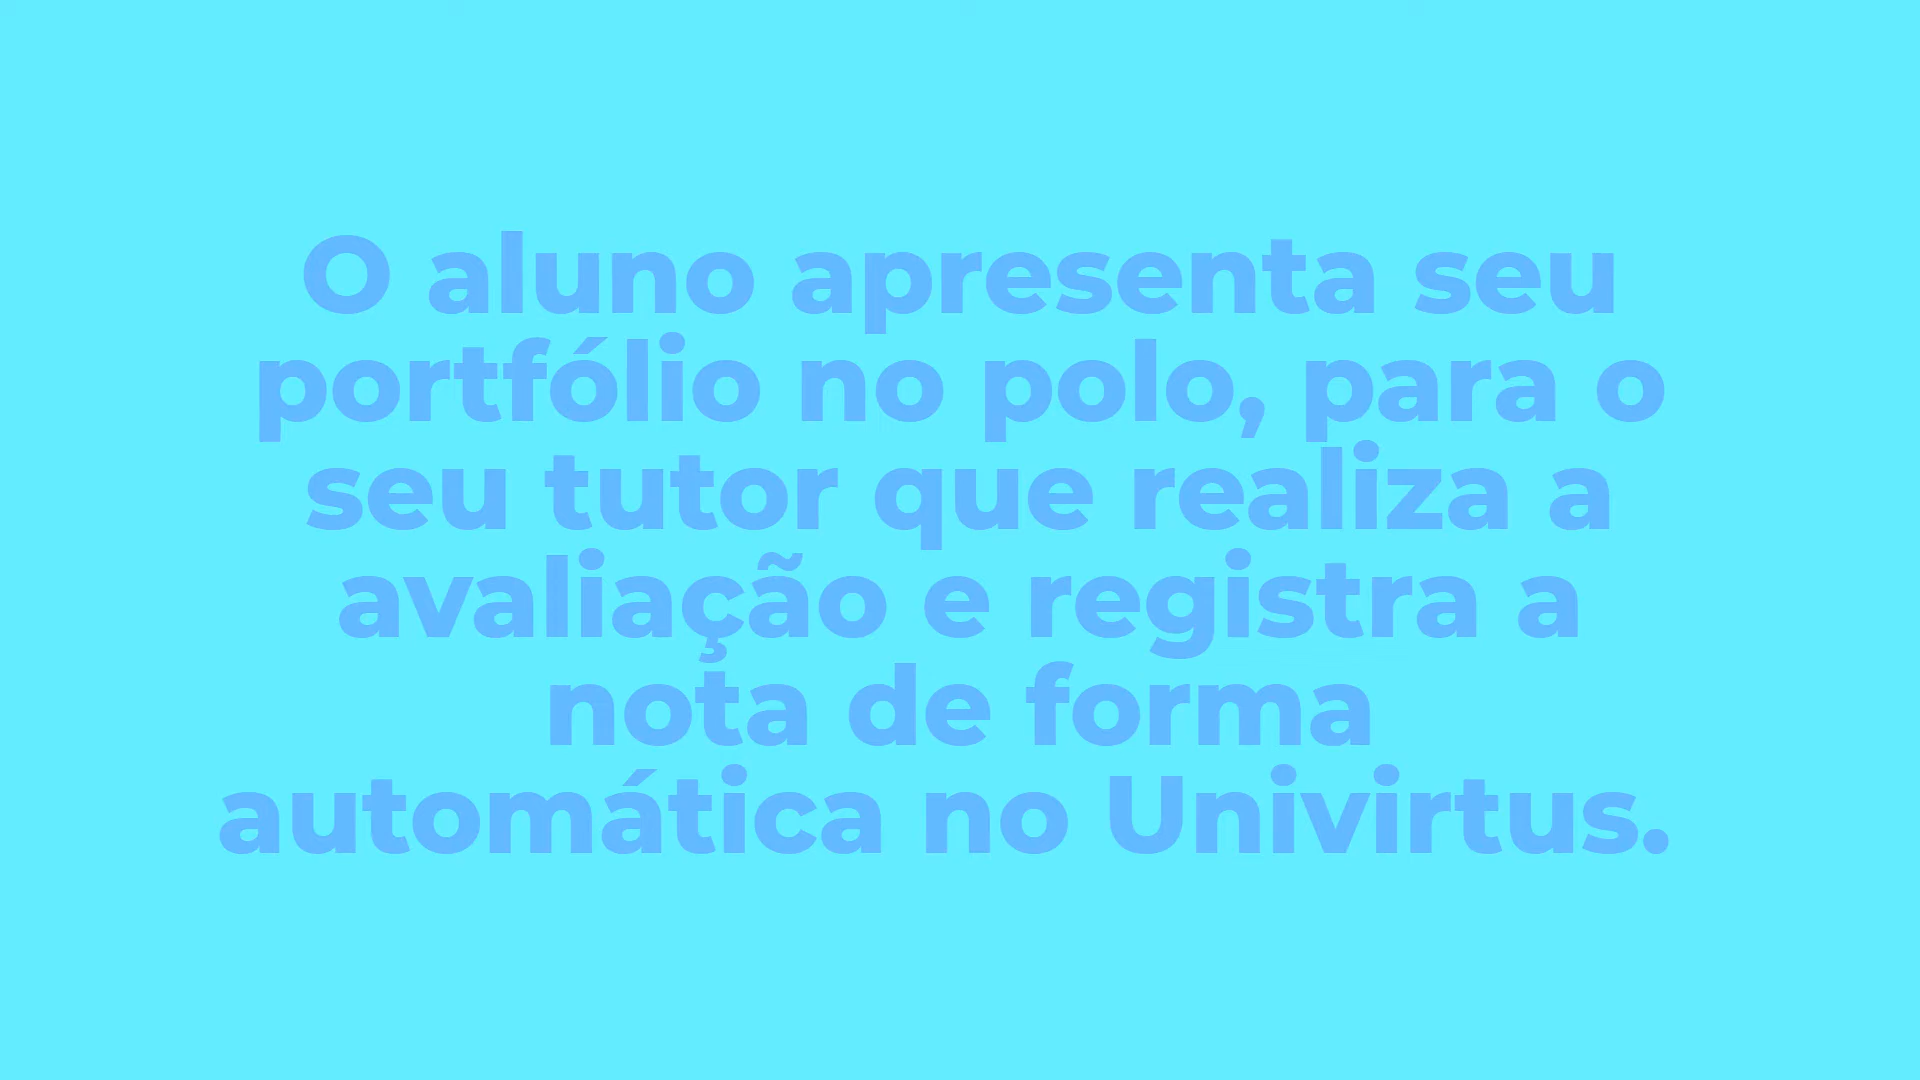 O aluno apresenta seu
portfólio no polo, para o
seu tutor que realiza a
avaliação e registra a
nota de forma
automática no Univirtus.